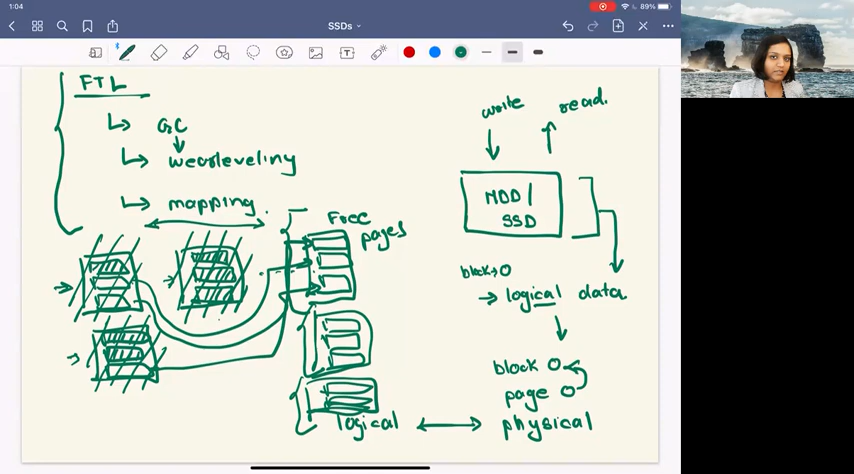 1:04
89%
SSDs
FTL
GC
wearleveling
mapping
Free
pages
write
read.
HDD/
SSD
block→0
→ logical data
block 0
page 0
logical ↔ physical